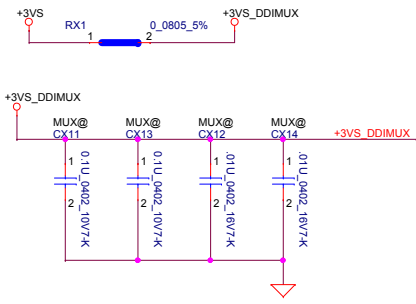 +3VS
RX1
0_0805_5%
+3VS_DDIMUX
1
2
+3VS_DDIMUX
MUX@
CX11
MUX@
CX13
MUX@
CX12
MUX@
CX14
+3VS_DDIMUX
1
2
0.1U_0402_10V7-K
1
2
0.1U_0402_10V7-K
1
2
.01U_0402_16V7-K
1
2
.01U_0402_16V7-K